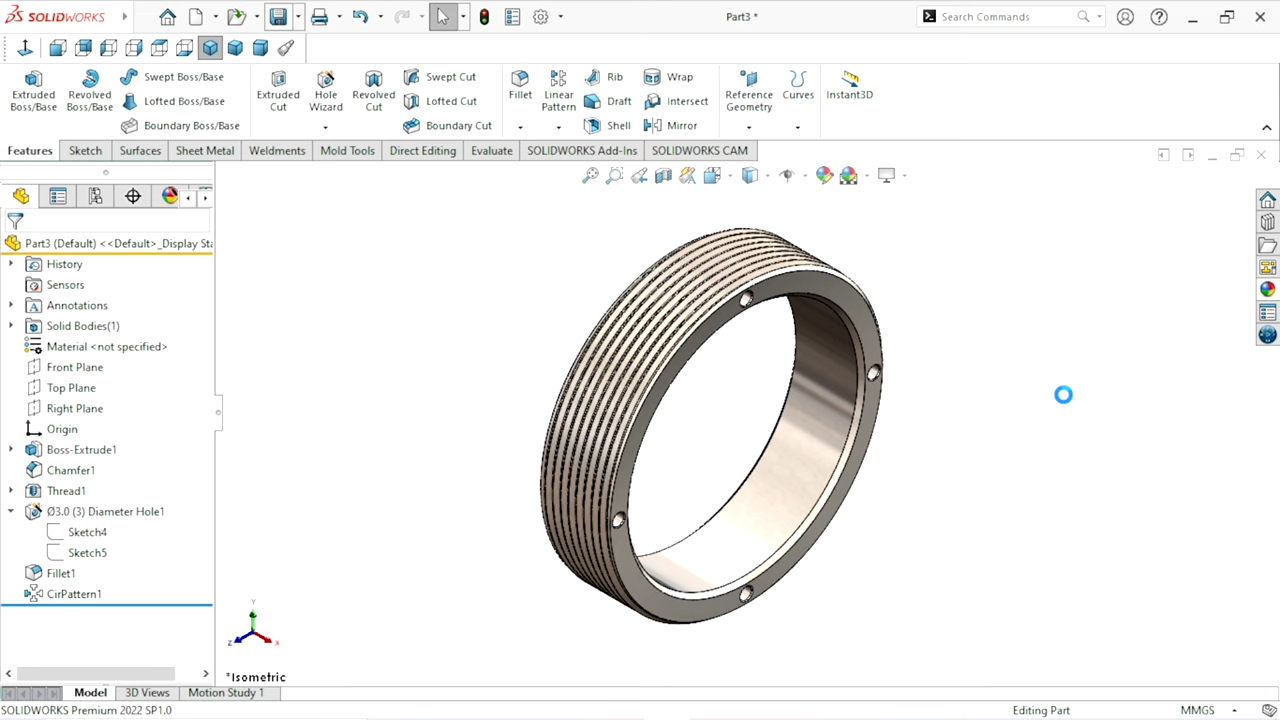 SOLIDWORKS
Part3 *
Search Commands
Extruded Boss/Base
Revolved Boss/Base
Swept Boss/Base
Lofted Boss/Base
Boundary Boss/Base
Extruded Cut
Hole Wizard
Revolved Cut
Swept Cut
Lofted Cut
Boundary Cut
Fillet
Linear Pattern
Rib
Draft
Shell
Wrap
Intersect
Mirror
Reference Geometry
Curves
Instant3D
Features
Sketch
Surfaces
Sheet Metal
Weldments
Mold Tools
Direct Editing
Evaluate
SOLIDWORKS Add-Ins
SOLIDWORKS CAM
Part3 (Default) <<Default>_Display Sta
History
Sensors
Annotations
Solid Bodies(1)
Material <not specified>
Front Plane
Top Plane
Right Plane
Origin
Boss-Extrude1
Chamfer1
Thread1
Ø3.0 (3) Diameter Hole1
Sketch4
Sketch5
Fillet1
CirPattern1
Y
Z
X
*Isometric
Model
3D Views
Motion Study 1
SOLIDWORKS Premium 2022 SP1.0
Editing Part
MMGS